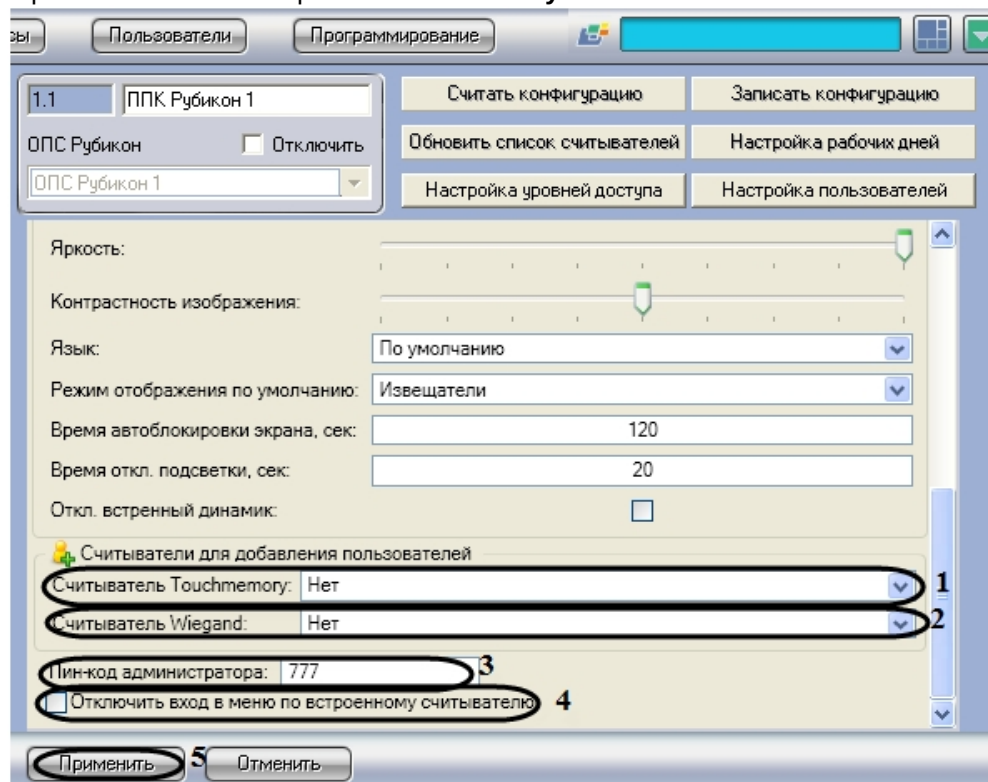 сы Пользователи Программирование
1.1 ППК Рубикон 1 Считать конфигурацию Записать конфигурацию
ОПС Рубикон Отключить Обновить список считывателей Настройка рабочих дней
ОПС Рубикон 1 Настройка уровней доступа Настройка пользователей
Яркость:
Контрастность изображения:
Язык: По умолчанию
Режим отображения по умолчанию: Извещатели
Время автоблокировки экрана, сек: 120
Время откл. подсветки, сек: 20
Откл. встренный динамик:
Считыватели для добавления пользователей
Считыватель Touchmemory: Нет 1
Считыватель Wiegand: Нет 2
Пин-код администратора: 777 3
Отключить вход в меню по встроенному считывателю 4
Применить 5 Отменить